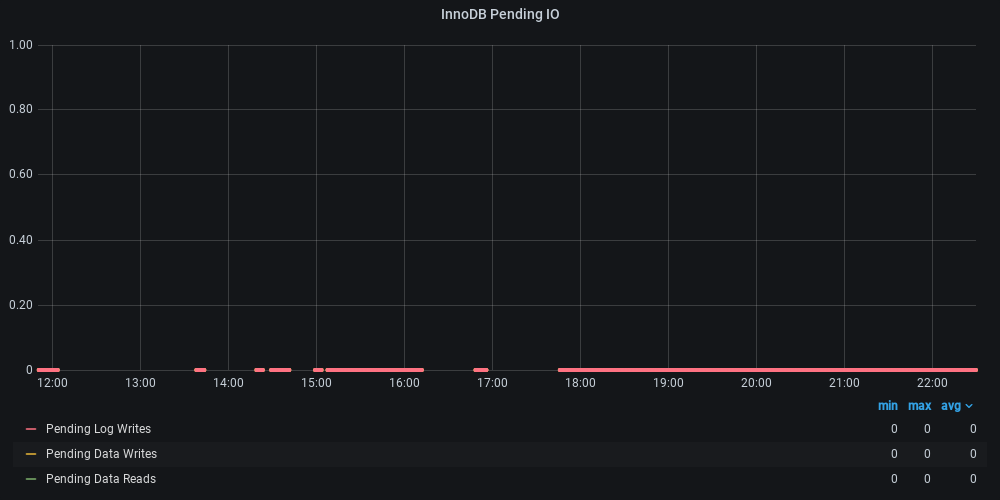 InnoDB Pending IO
1.00
0.80
0.60
0.40
0.20
0
12:00 13:00 14:00 15:00 16:00 17:00 18:00 19:00 20:00 21:00 22:00
min max avg
Pending Log Writes 0 0 0
Pending Data Writes 0 0 0
Pending Data Reads 0 0 0